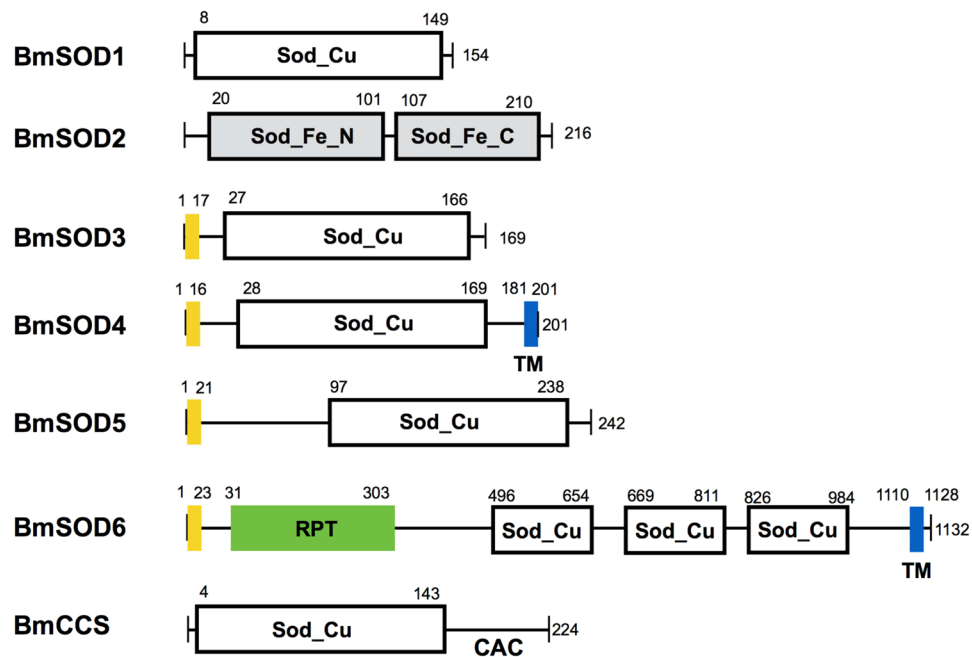 8 149
BmSOD1 Sod_Cu 154
20 101 107 210
BmSOD2 Sod_Fe_N Sod_Fe_C 216
1 17 27 166
BmSOD3 Sod_Cu 169
1 16 28 169 181 201
BmSOD4 Sod_Cu 201
TM
1 21 97 238
BmSOD5 Sod_Cu 242
1 23 31 303 496 654 669 811 826 984 1110 1128
BmSOD6 RPT Sod_Cu Sod_Cu Sod_Cu 1132
TM
4 143
BmCCS Sod_Cu 224
CAC